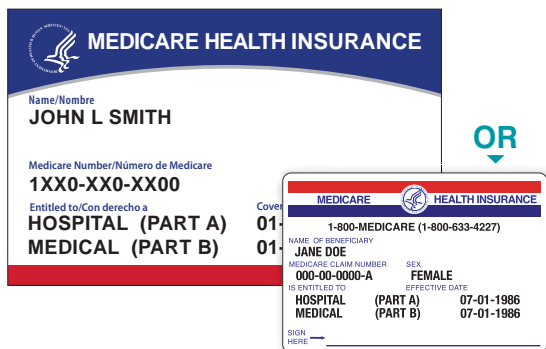 MEDICARE HEALTH INSURANCE
Name/Nombre
JOHN L SMITH
Medicare Number/Número de Medicare
1XX0-XX0-XX00
Entitled to/Con derecho a
HOSPITAL (PART A) 01-
MEDICAL (PART B) 01-
OR
MEDICARE HEALTH INSURANCE
1-800-MEDICARE (1-800-633-4227)
NAME OF BENEFICIARY
JANE DOE
MEDICARE CLAIM NUMBER SEX
000-00-0000-A FEMALE
IS ENTITLED TO EFFECTIVE DATE
HOSPITAL (PART A) 07-01-1986
MEDICAL (PART B) 07-01-1986
SIGN
HERE